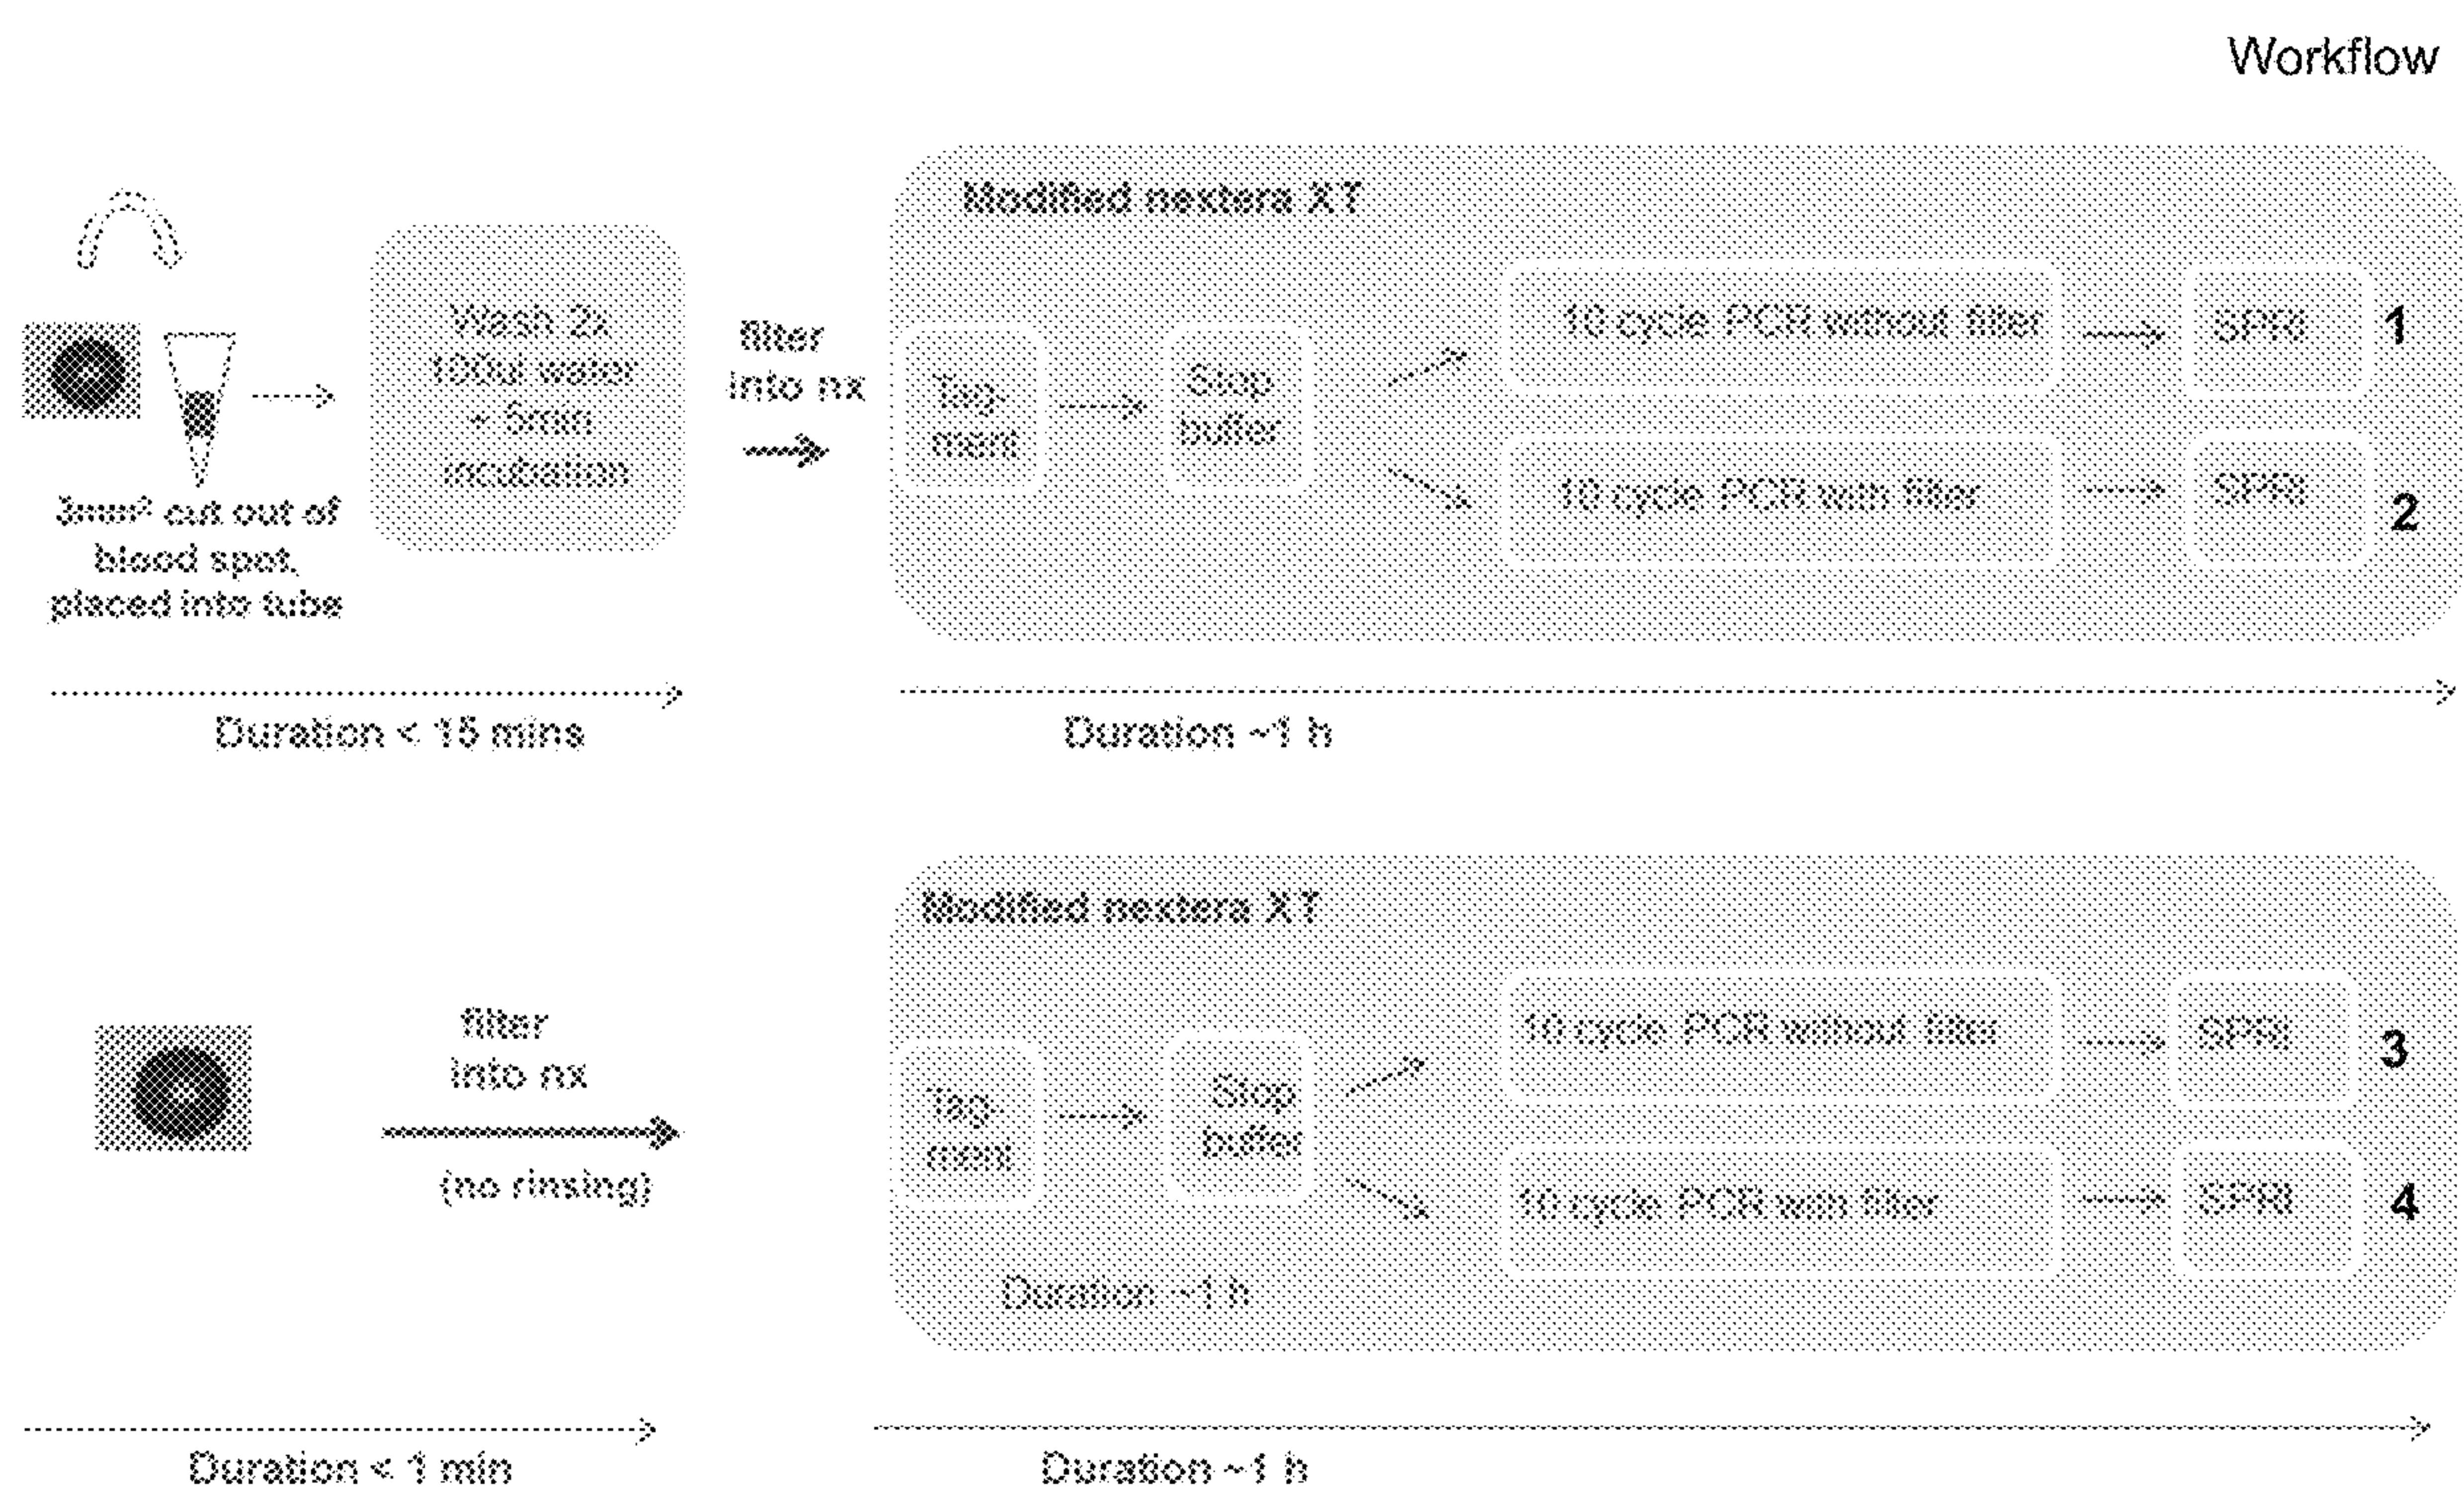 Workflow
Modified nextera XT
Wash 2x
100ul water
+ 5min
incubation
filter
into nx
Tag-
ment
Stop
buffer
10 cycle PCR without filter
SPRI
1
10 cycle PCR with filter
SPRI
2
3mm² cut out of
blood spot,
placed into tube
Duration < 15 mins
Duration ~1 h
Modified nextera XT
filter
into nx
(no rinsing)
Tag-
ment
Stop
buffer
10 cycle PCR without filter
SPRI
3
10 cycle PCR with filter
SPRI
4
Duration ~1 h
Duration < 1 min
Duration ~1 h